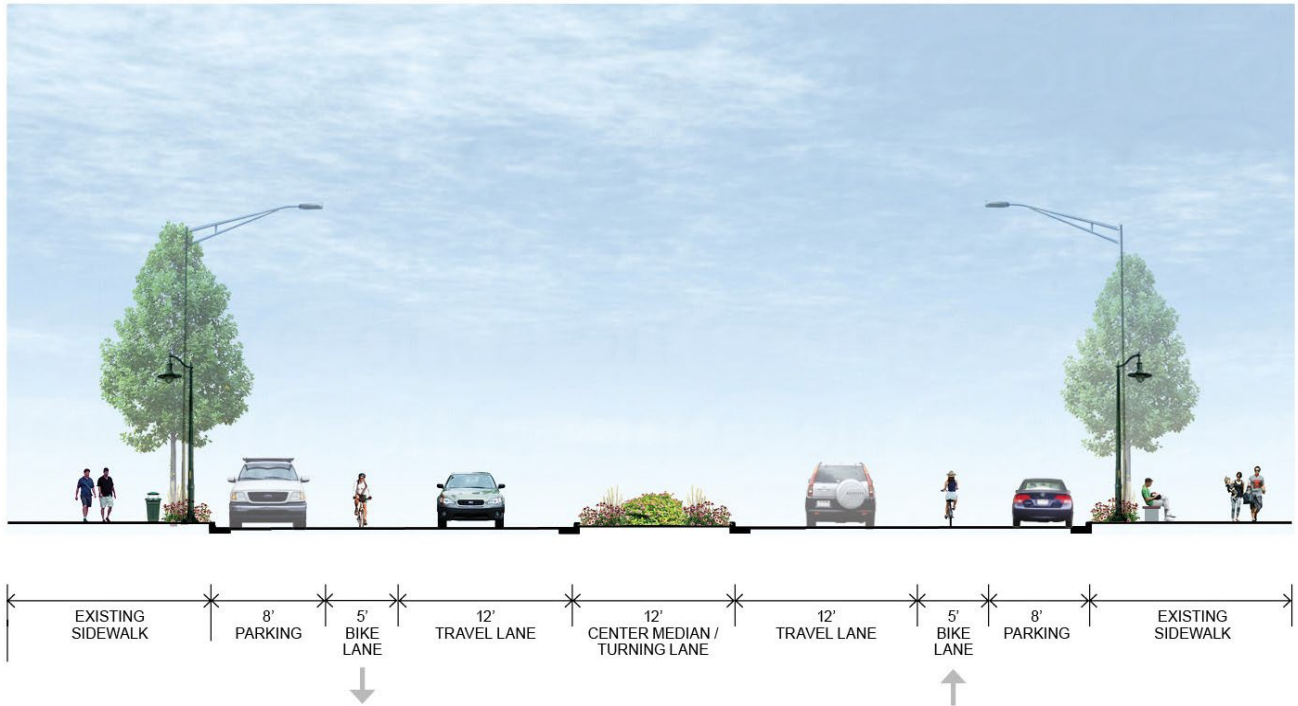 EXISTING
SIDEWALK
8’
PARKING
5’
BIKE
LANE
12’
TRAVEL LANE
12’
CENTER MEDIAN /
TURNING LANE
12’
TRAVEL LANE
5’
BIKE
LANE
8’
PARKING
EXISTING
SIDEWALK